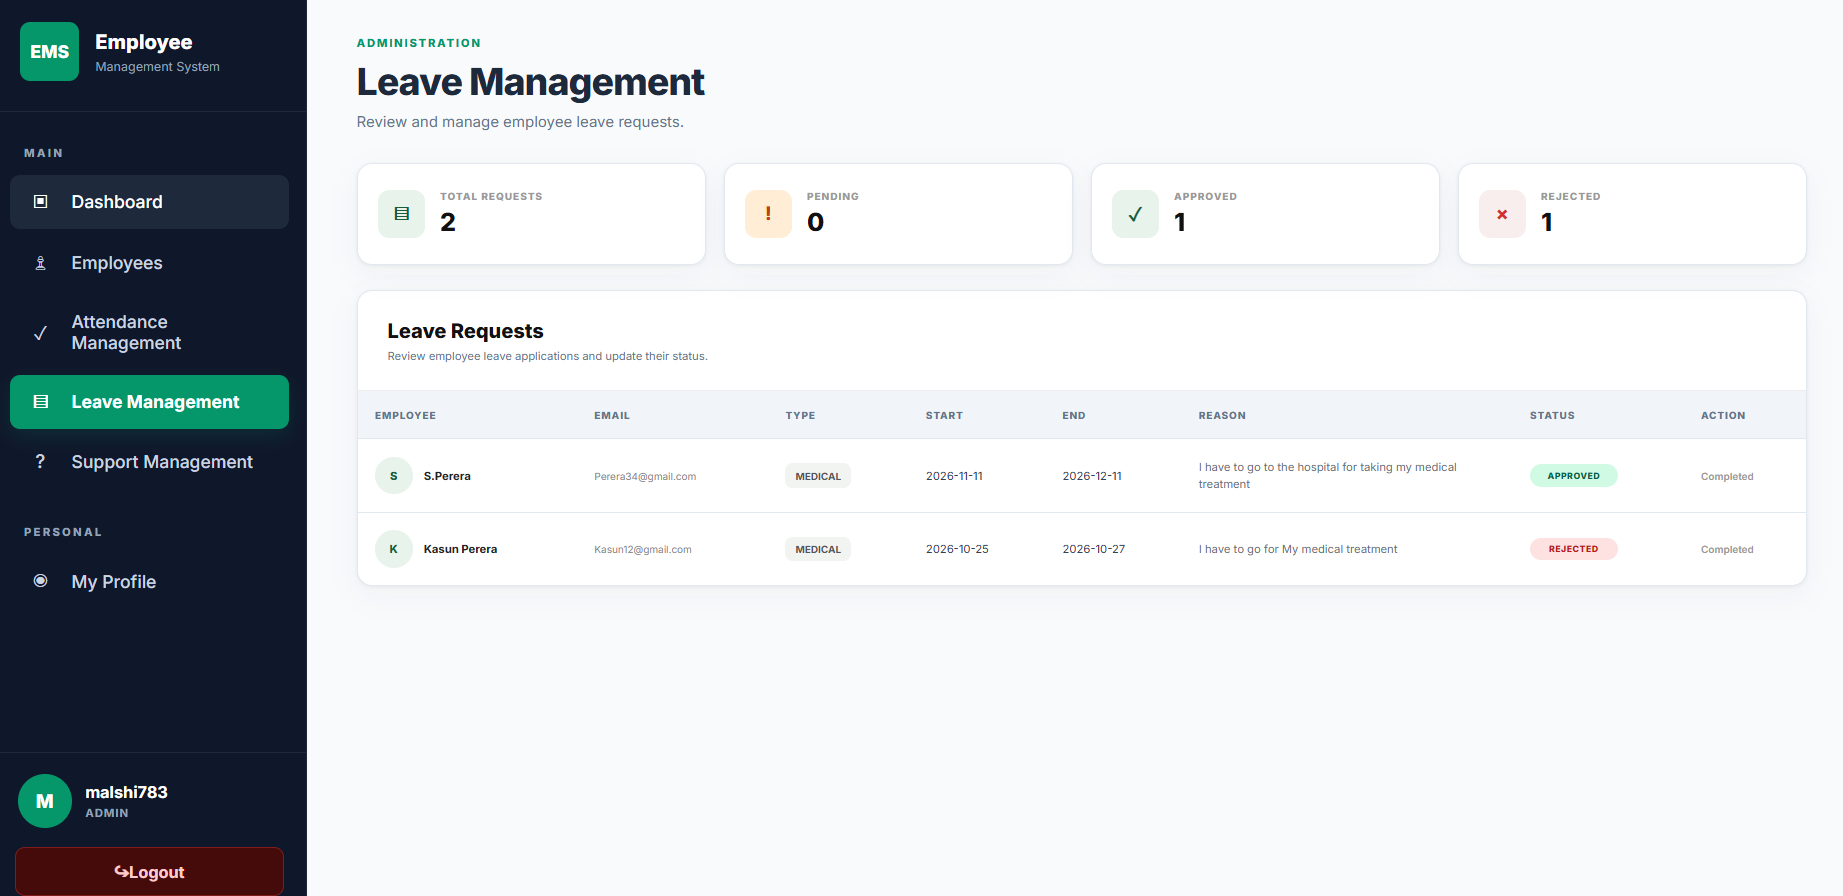 EMS
Employee
Management System
MAIN
Dashboard
Employees
Attendance
Management
Leave Management
? Support Management
PERSONAL
My Profile
M
malshi783
ADMIN
Logout
ADMINISTRATION
Leave Management
Review and manage employee leave requests.
TOTAL REQUESTS
2
!
PENDING
0
APPROVED
1
REJECTED
1
Leave Requests
Review employee leave applications and update their status.
EMPLOYEE EMAIL TYPE START END REASON STATUS ACTION
S S.Perera Perera34@gmail.com MEDICAL 2026-11-11 2026-12-11 I have to go to the hospital for taking my medical
treatment APPROVED Completed
K Kasun Perera Kasun12@gmail.com MEDICAL 2026-10-25 2026-10-27 I have to go for My medical treatment REJECTED Completed